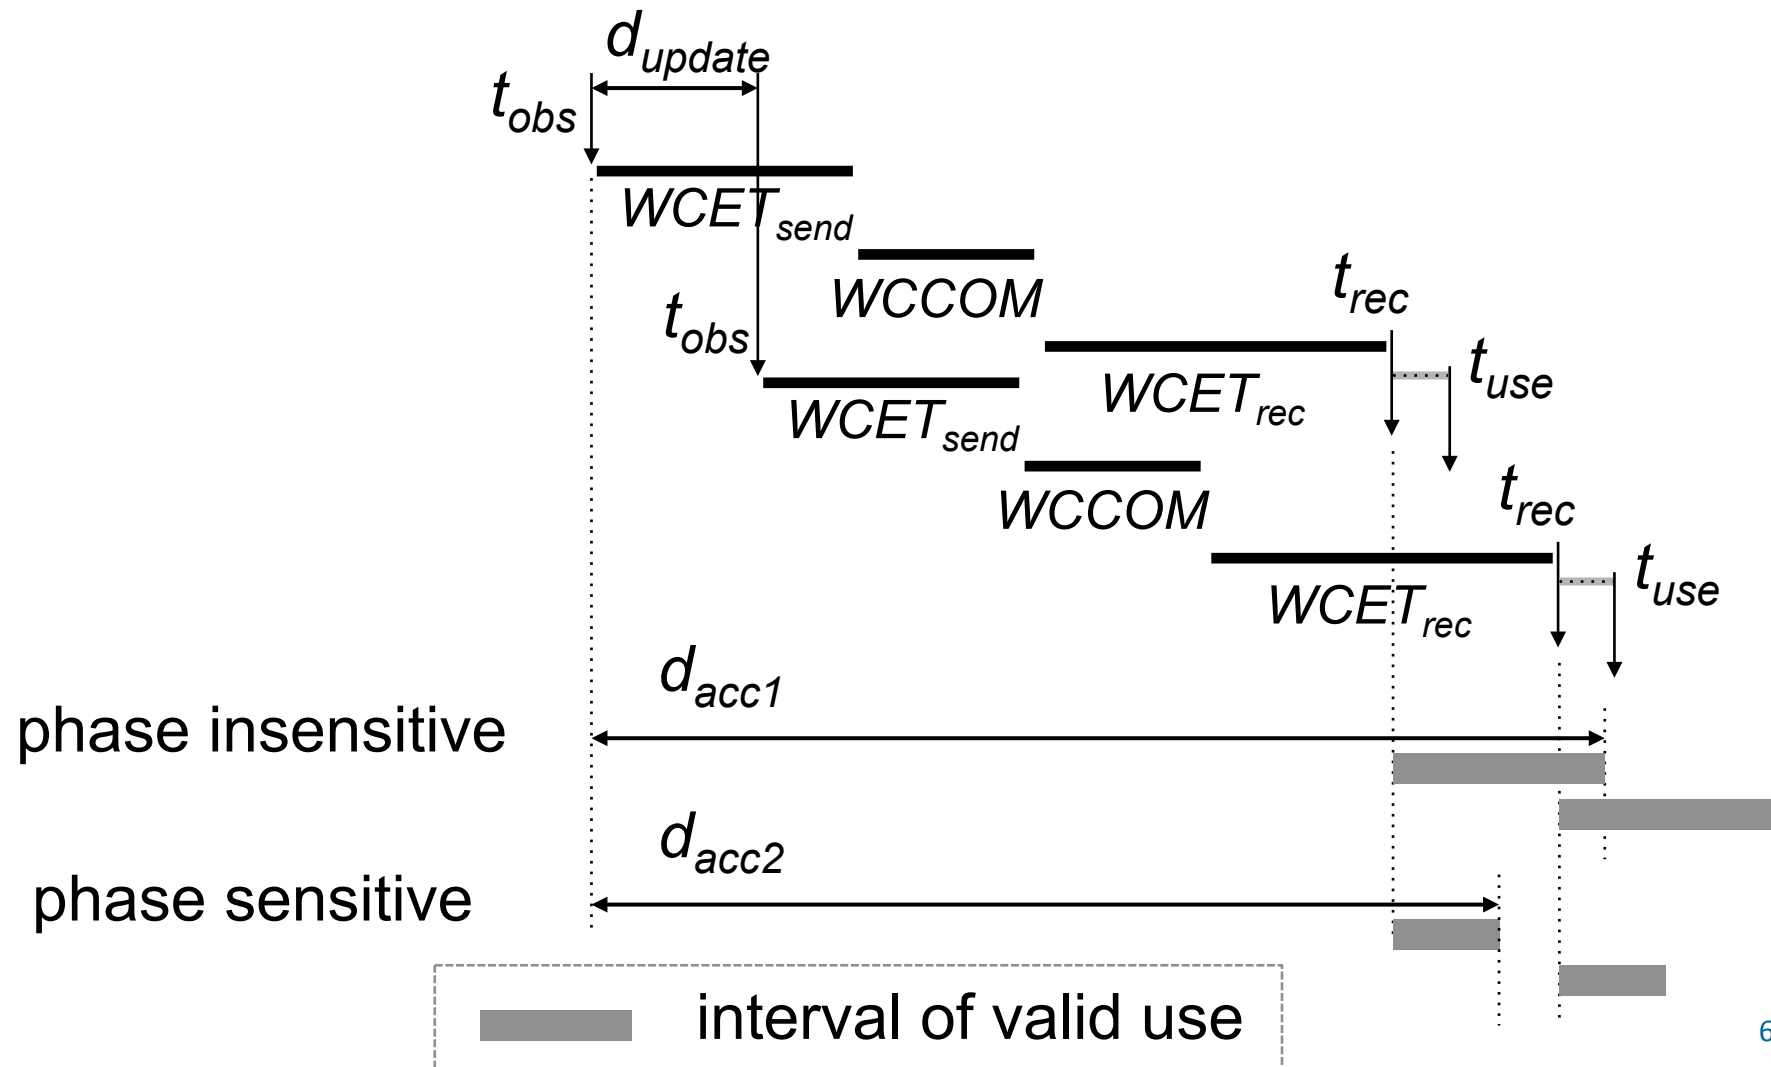 d_update
t_obs
WCET_send
WCCOM
t_rec
t_obs
WCET_rec
t_use
WCET_send
WCCOM
t_rec
t_use
WCET_rec
d_acc1
phase insensitive
d_acc2
phase sensitive
interval of valid use
6